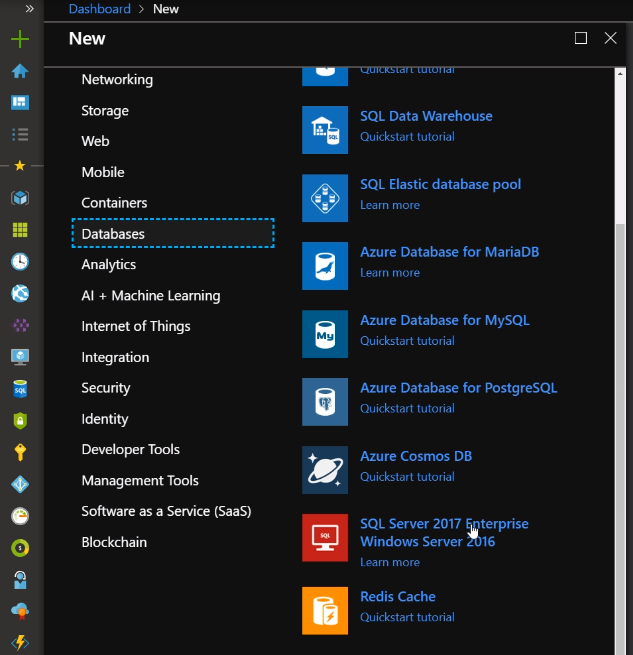 » Dashboard > New
New
Networking
Storage
Web
Mobile
Containers
Databases
Analytics
AI + Machine Learning
Internet of Things
Integration
Security
Identity
Developer Tools
Management Tools
Software as a Service (SaaS)
Blockchain
Quickstart tutorial
SQL Data Warehouse
Quickstart tutorial
SQL
SQL Elastic database pool
Learn more
Azure Database for MariaDB
Learn more
Azure Database for MySQL
Quickstart tutorial
My
Azure Database for PostgreSQL
Quickstart tutorial
Azure Cosmos DB
Quickstart tutorial
SQL Server 2017 Enterprise
Windows Server 2016
Learn more
SQL
Redis Cache
Quickstart tutorial
SQL